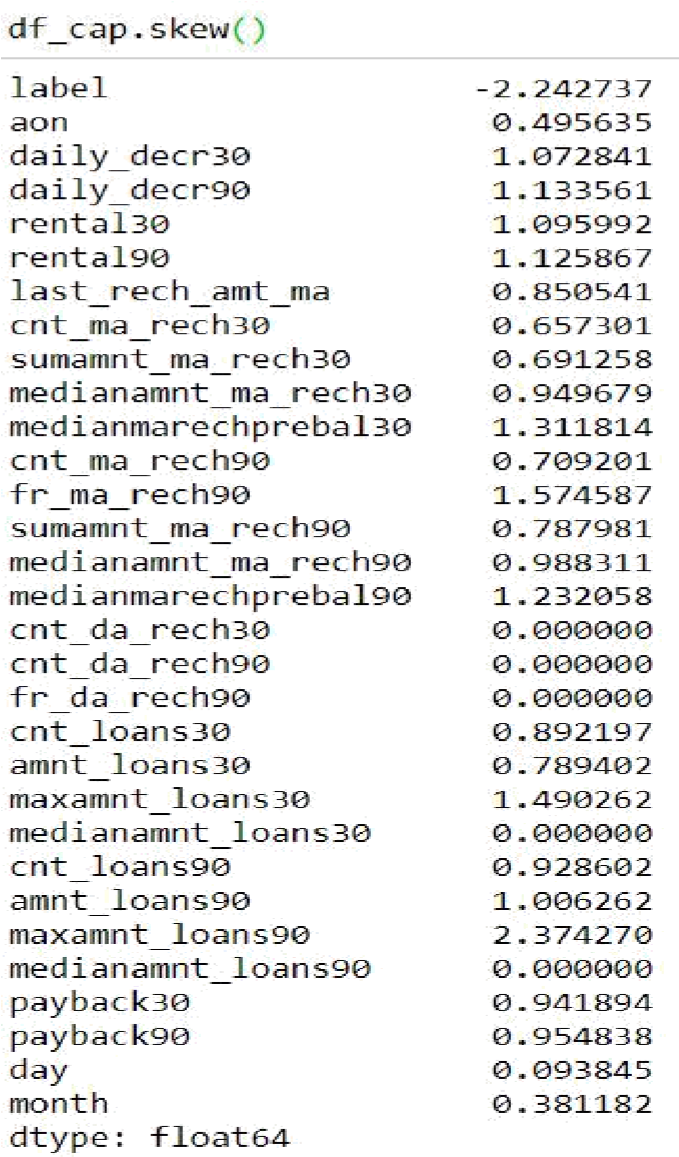 df_cap.skew()
label -2.242737
aon 0.495635
daily_decr30 1.072841
daily_decr90 1.133561
rental30 1.095992
rental90 1.125867
last_rech_amt_ma 0.850541
cnt_ma_rech30 0.657301
sumamnt_ma_rech30 0.691258
medianamnt_ma_rech30 0.949679
medianmarechprebal30 1.311814
cnt_ma_rech90 0.709201
fr_ma_rech90 1.574587
sumamnt_ma_rech90 0.787981
medianamnt_ma_rech90 0.988311
medianmarechprebal90 1.232058
cnt_da_rech30 0.000000
cnt_da_rech90 0.000000
fr_da_rech90 0.000000
cnt_loans30 0.892197
amnt_loans30 0.789402
maxamnt_loans30 1.490262
medianamnt_loans30 0.000000
cnt_loans90 0.928602
amnt_loans90 1.006262
maxamnt_loans90 2.374270
medianamnt_loans90 0.000000
payback30 0.941894
payback90 0.954838
day 0.093845
month 0.381182
dtype: float64